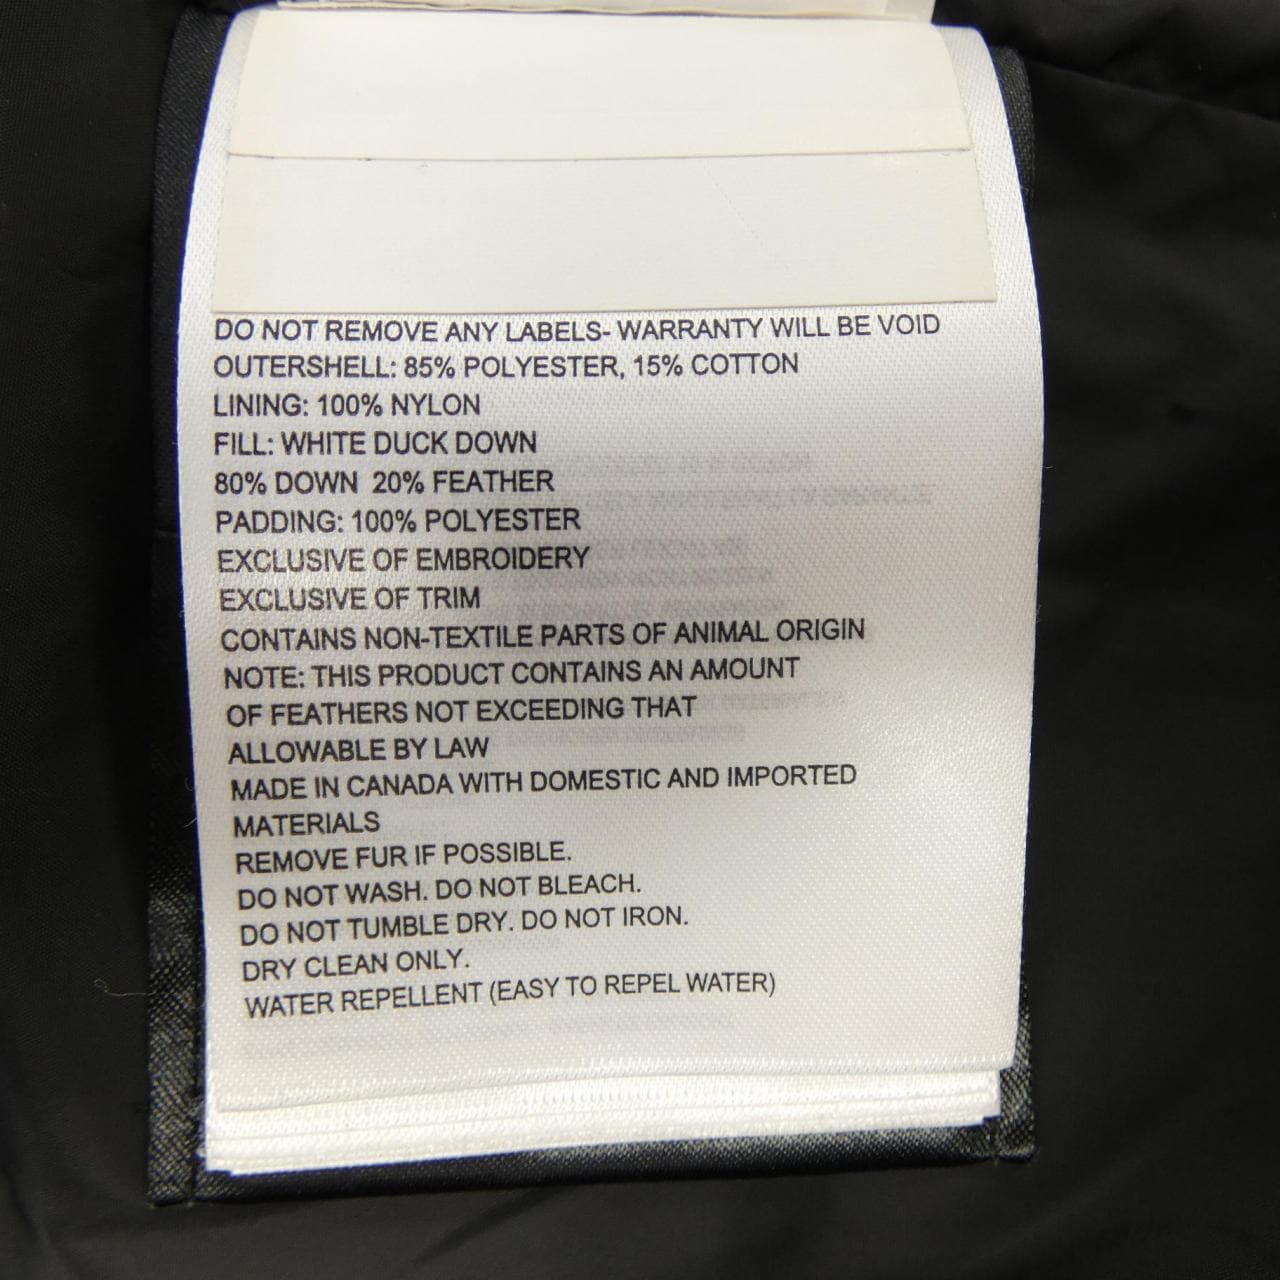 DO NOT REMOVE ANY LABELS- WARRANTY WILL BE VOID
OUTERSHELL: 85% POLYESTER, 15% COTTON
LINING: 100% NYLON
FILL: WHITE DUCK DOWN
80% DOWN 20% FEATHER
PADDING: 100% POLYESTER
EXCLUSIVE OF EMBROIDERY
EXCLUSIVE OF TRIM
CONTAINS NON-TEXTILE PARTS OF ANIMAL ORIGIN
NOTE: THIS PRODUCT CONTAINS AN AMOUNT
OF FEATHERS NOT EXCEEDING THAT
ALLOWABLE BY LAW
MADE IN CANADA WITH DOMESTIC AND IMPORTED
MATERIALS
REMOVE FUR IF POSSIBLE.
DO NOT WASH. DO NOT BLEACH.
DO NOT TUMBLE DRY. DO NOT IRON.
DRY CLEAN ONLY.
WATER REPELLENT (EASY TO REPEL WATER)